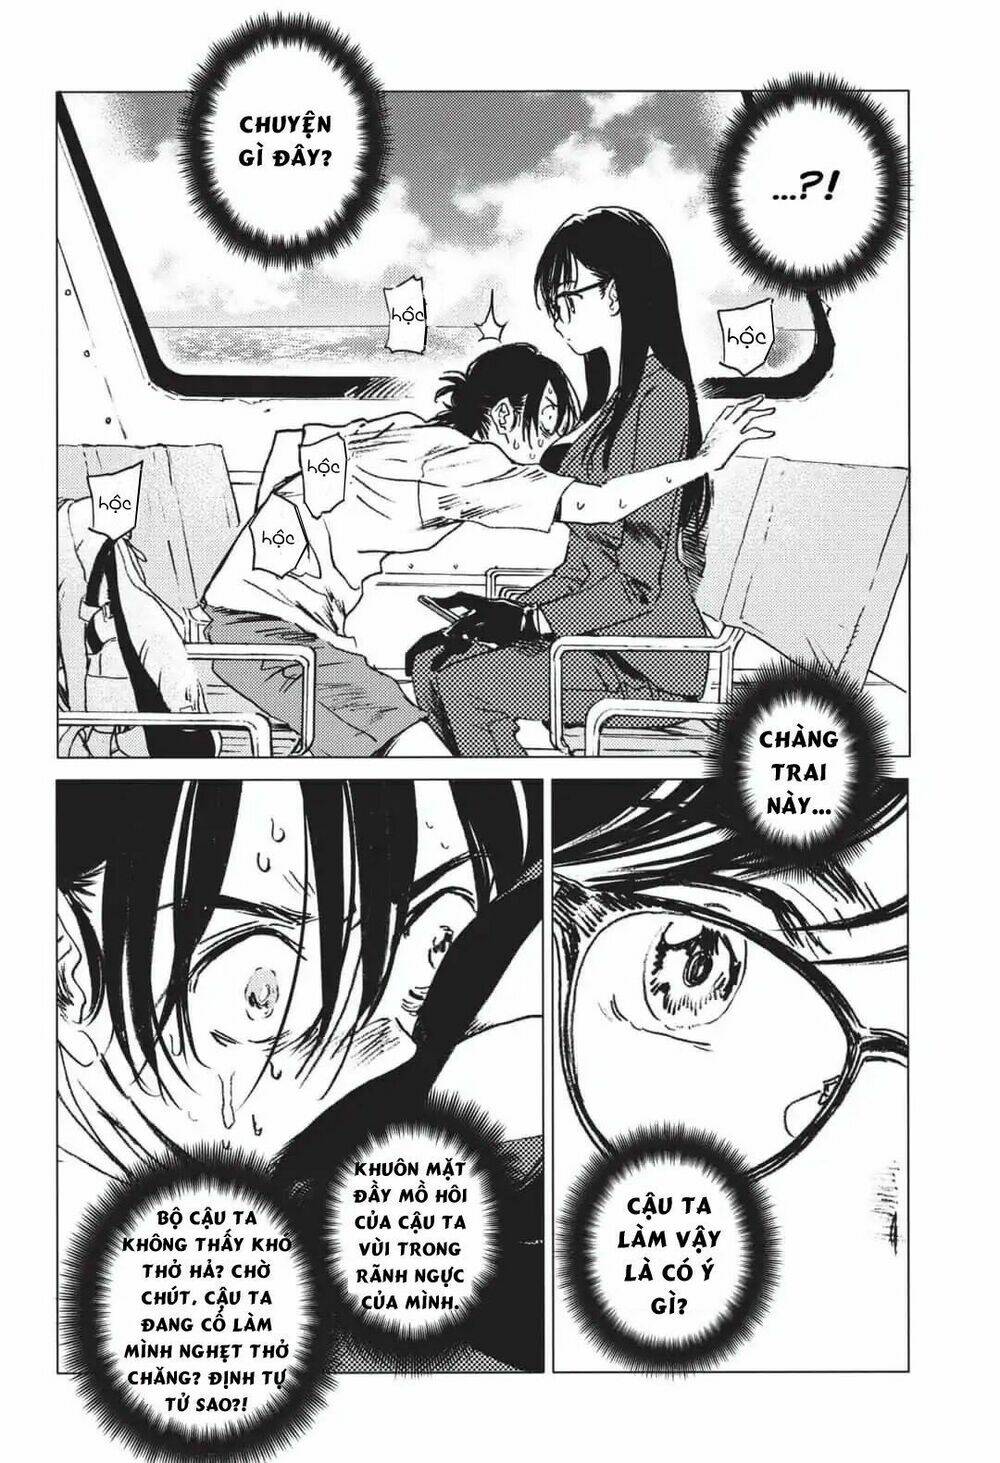 ...?!
CHUYỆN
GÌ ĐÂY?
hộc
hộc
hộc
hộc
hộc
CHÀNG
TRAI
NÀY...
CẬU TA
LÀM VẬY
LÀ CÓ Ý
GÌ?
KHUÔN MẶT
ĐẦY MỒ HÔI
CỦA CẬU TA
VÙI TRONG
RÃNH NGỰC
CỦA MÌNH.
BỘ CẬU TA
KHÔNG THẤY KHÓ
THỞ HẢ? CHỜ
CHÚT, CẬU TA
ĐANG CỐ LÀM
MÌNH NGHẸT THỞ
CHĂNG? ĐỊNH TỰ
TỬ SAO?!